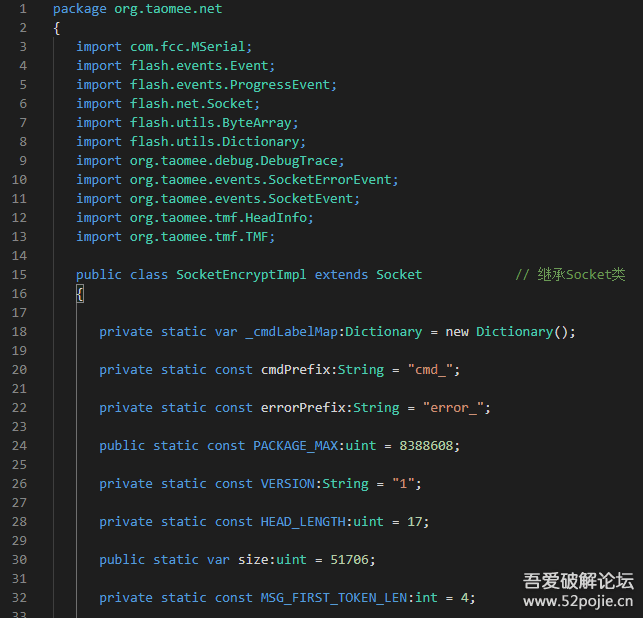 1 package org.taomee.net
2 {
3 import com.fcc.MSerial;
4 import flash.events.Event;
5 import flash.events.ProgressEvent;
6 import flash.net.Socket;
7 import flash.utils.ByteArray;
8 import flash.utils.Dictionary;
9 import org.taomee.debug.DebugTrace;
10 import org.taomee.events.SocketErrorEvent;
11 import org.taomee.events.SocketEvent;
12 import org.taomee.tmf.HeadInfo;
13 import org.taomee.tmf.TMF;
14
15 public class SocketEncryptImpl extends Socket // 继承Socket类
16 {
17
18 private static var _cmdLabelMap:Dictionary = new Dictionary();
19
20 private static const cmdPrefix:String = "cmd_";
21
22 private static const errorPrefix:String = "error_";
23
24 public static const PACKAGE_MAX:uint = 8388608;
25
26 private static const VERSION:String = "1";
27
28 private static const HEAD_LENGTH:uint = 17;
29
30 public static var size:uint = 51706;
31
32 private static const MSG_FIRST_TOKEN_LEN:int = 4;
33
吾爱破解论坛
www.52pojie.cn